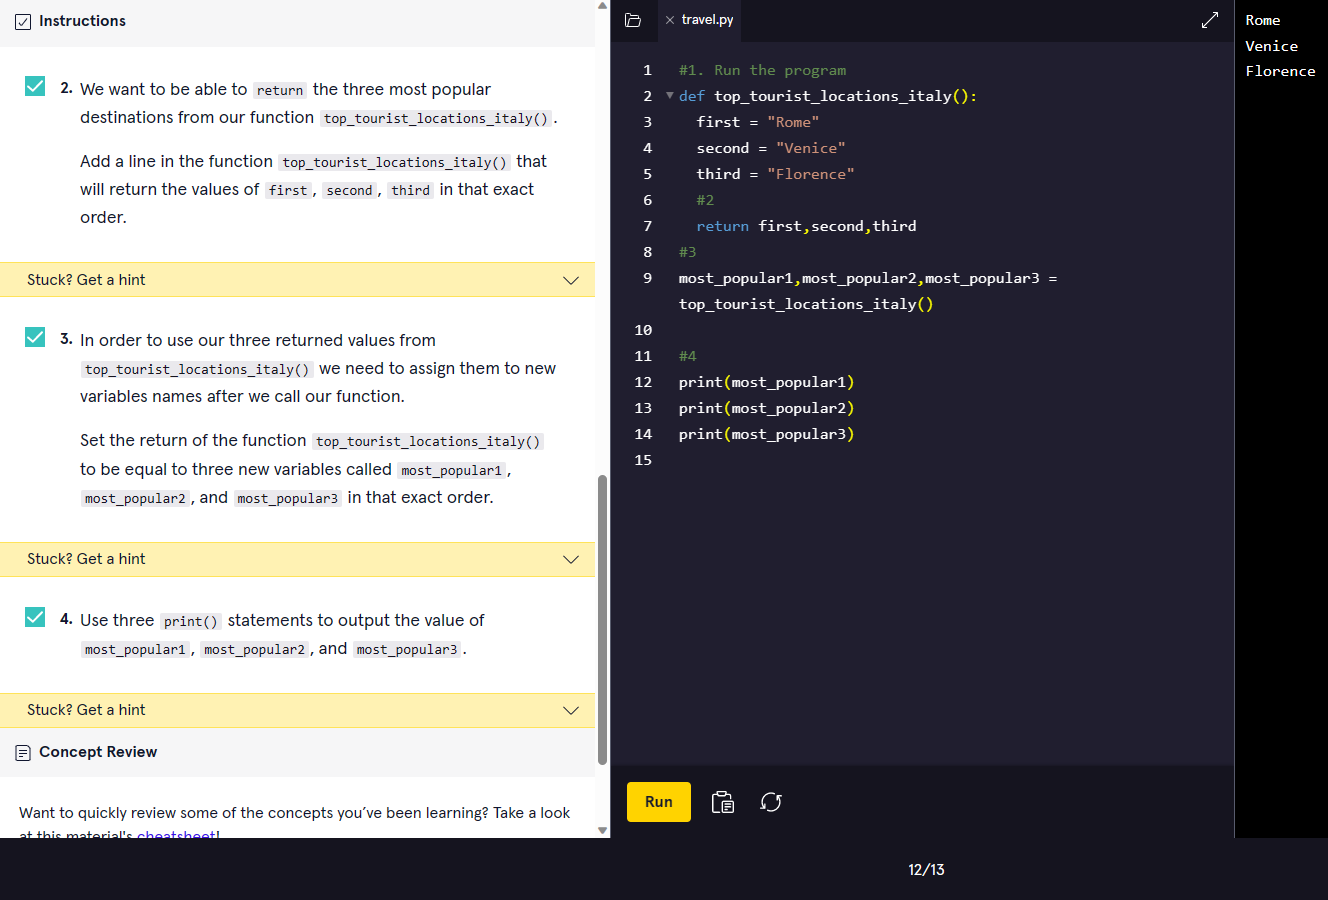 Instructions
2. We want to be able to return the three most popular
destinations from our function top_tourist_locations_italy().
Add a line in the function top_tourist_locations_italy() that
will return the values of first, second, third in that exact
order.
Stuck? Get a hint
3. In order to use our three returned values from
top_tourist_locations_italy() we need to assign them to new
variables names after we call our function.
Set the return of the function top_tourist_locations_italy()
to be equal to three new variables called most_popular1,
most_popular2, and most_popular3 in that exact order.
Stuck? Get a hint
4. Use three print() statements to output the value of
most_popular1, most_popular2, and most_popular3.
Stuck? Get a hint
Concept Review
Want to quickly review some of the concepts you've been learning? Take a look
at this material's cheatsheet!
travel.py
1 #1. Run the program
2 def top_tourist_locations_italy():
3 first = "Rome"
4 second = "Venice"
5 third = "Florence"
6 #2
7 return first,second,third
8 #3
9 most_popular1,most_popular2,most_popular3 =
top_tourist_locations_italy()
10
11 #4
12 print(most_popular1)
13 print(most_popular2)
14 print(most_popular3)
15
Run
Rome
Venice
Florence
12/13